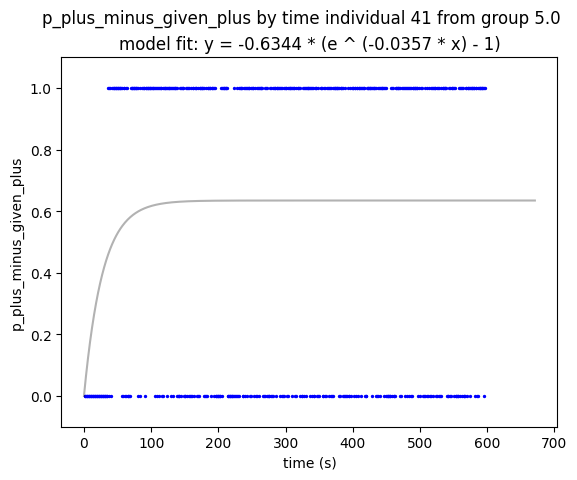 p_plus_minus_given_plus by time individual 41 from group 5.0
model fit: y = -0.6344 * (e ^ (-0.0357 * x) - 1)
1.0
0.8
0.6
0.4
0.2
0.0
p_plus_minus_given_plus
0 100 200 300 400 500 600 700
time (s)